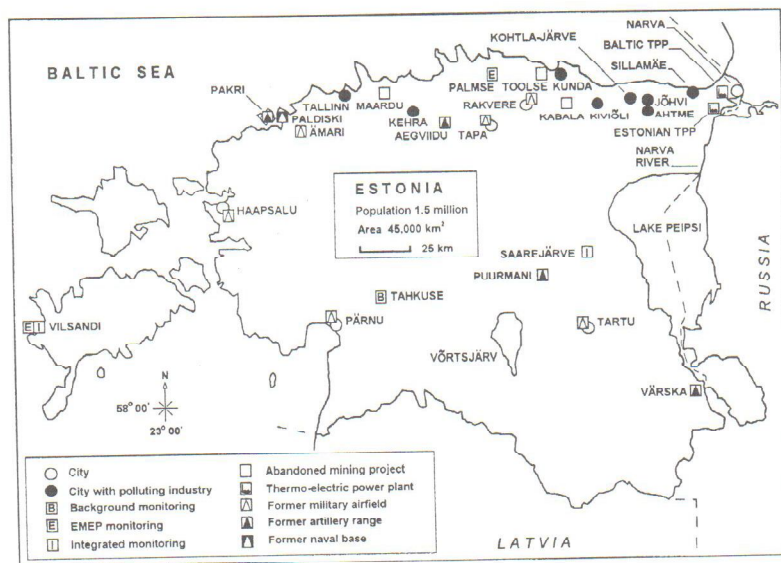 NARVA
KOHTLA-JÄRVE
BALTIC TPP
SILLAMÄE
BALTIC SEA
PAKRI
TALLINN
MAARDU
PALMSE
TOOLSE
KUNDA
RAKVERE
JÕHVI
PALDISKI
ÄMARI
KEHRA
AEGVIIDU
TAPA
KABALA
KIVIÕLI
AHTME
ESTONIAN TPP
NARVA
RIVER
ESTONIA
Population 1.5 million
Area 45,000 km²
25 km
HAAPSALU
LAKE PEIPSI
RUSSIA
SAAREJÄRVE
I
PUURMANI
B TAHKUSE
E I VILSANDI
PÄRNU
TARTU
VÕRTSJÄRV
E
VÄRSKA
N
58° 00'
23° 00'
City
City with polluting industry
B Background monitoring
E EMEP monitoring
I Integrated monitoring
Abandoned mining project
Thermo-electric power plant
Former military airfield
Former artillery range
Former naval base
LATVIA